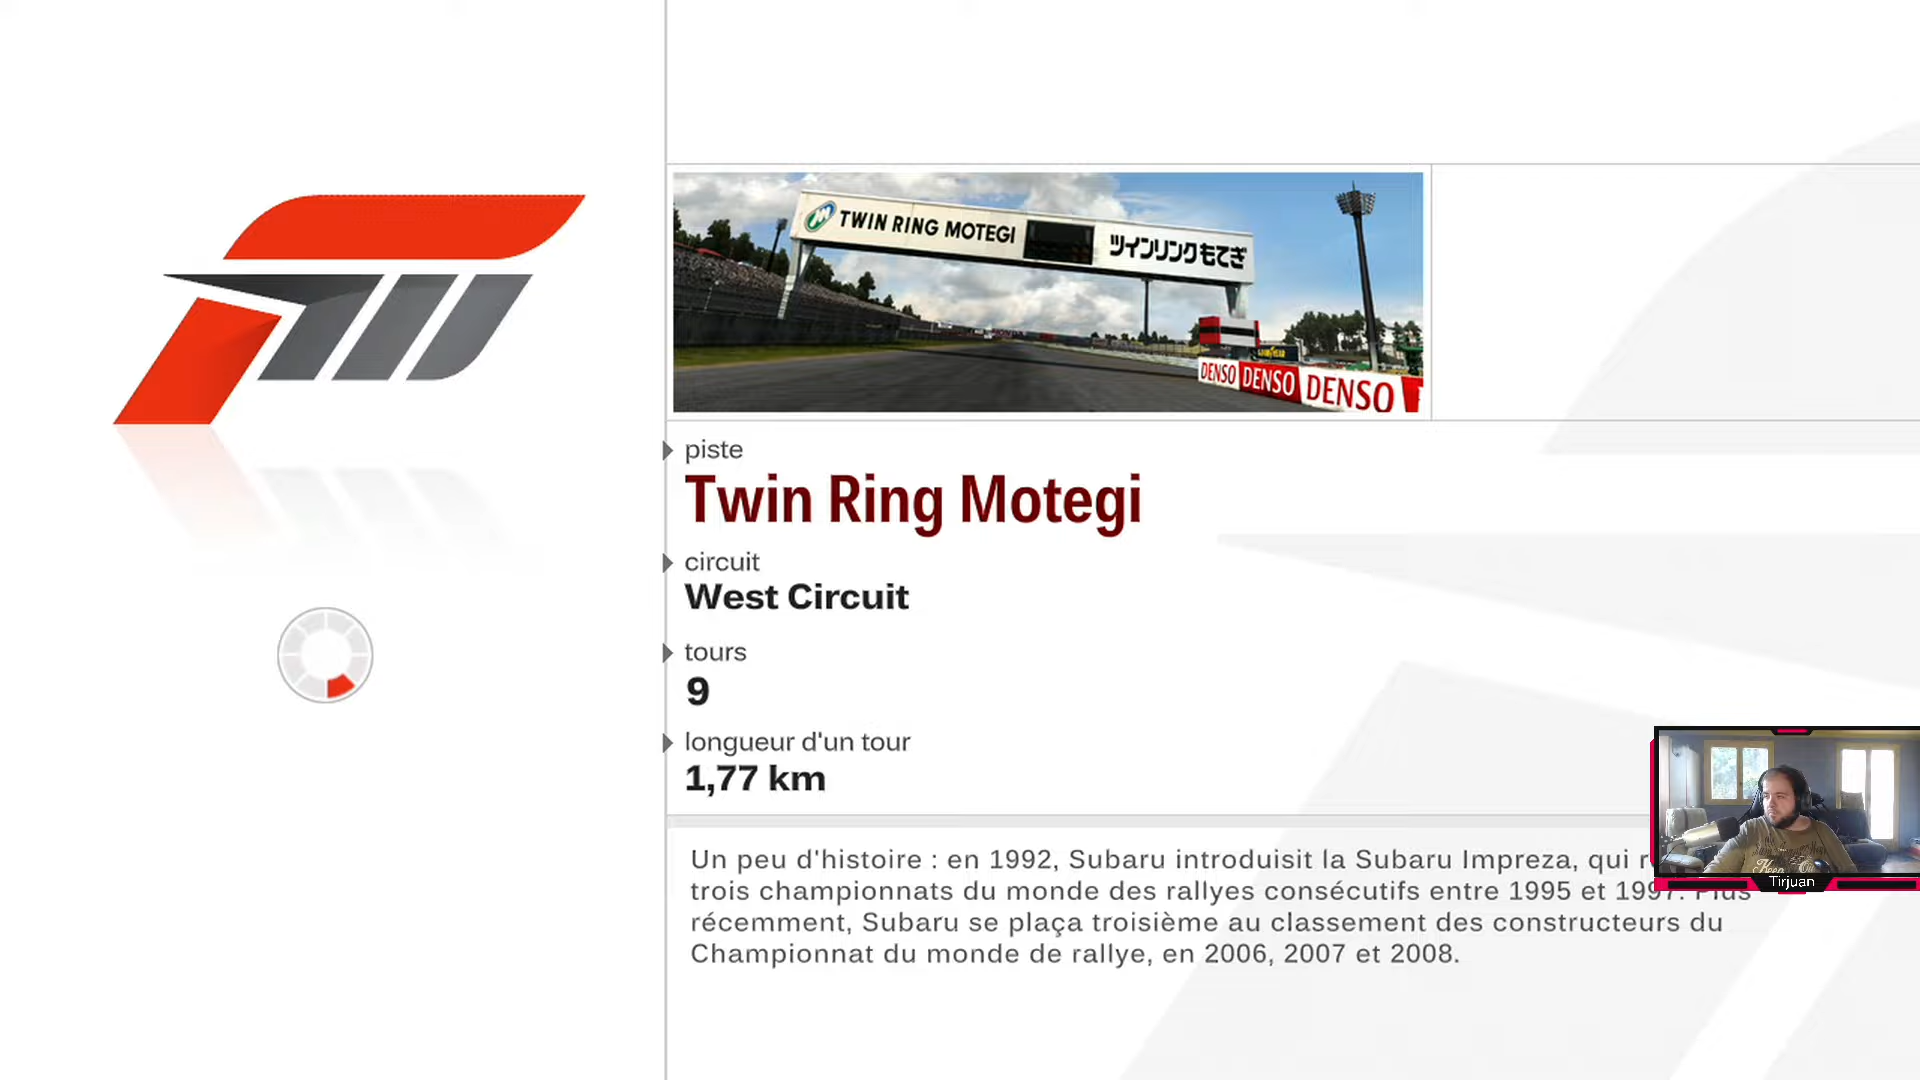 TWIN RING MOTEGI
ツインリンクもてぎ
DENSO DENSO DENSO
piste
Twin Ring Motegi
circuit
West Circuit
tours
9
longueur d'un tour
1,77 km
Un peu d'histoire : en 1992, Subaru introduisit la Subaru Impreza, qui
trois championnats du monde des rallyes consécutifs entre 1995 et 1997. Plus
récemment, Subaru se plaça troisième au classement des constructeurs du
Championnat du monde de rallye, en 2006, 2007 et 2008.
Tirjuan